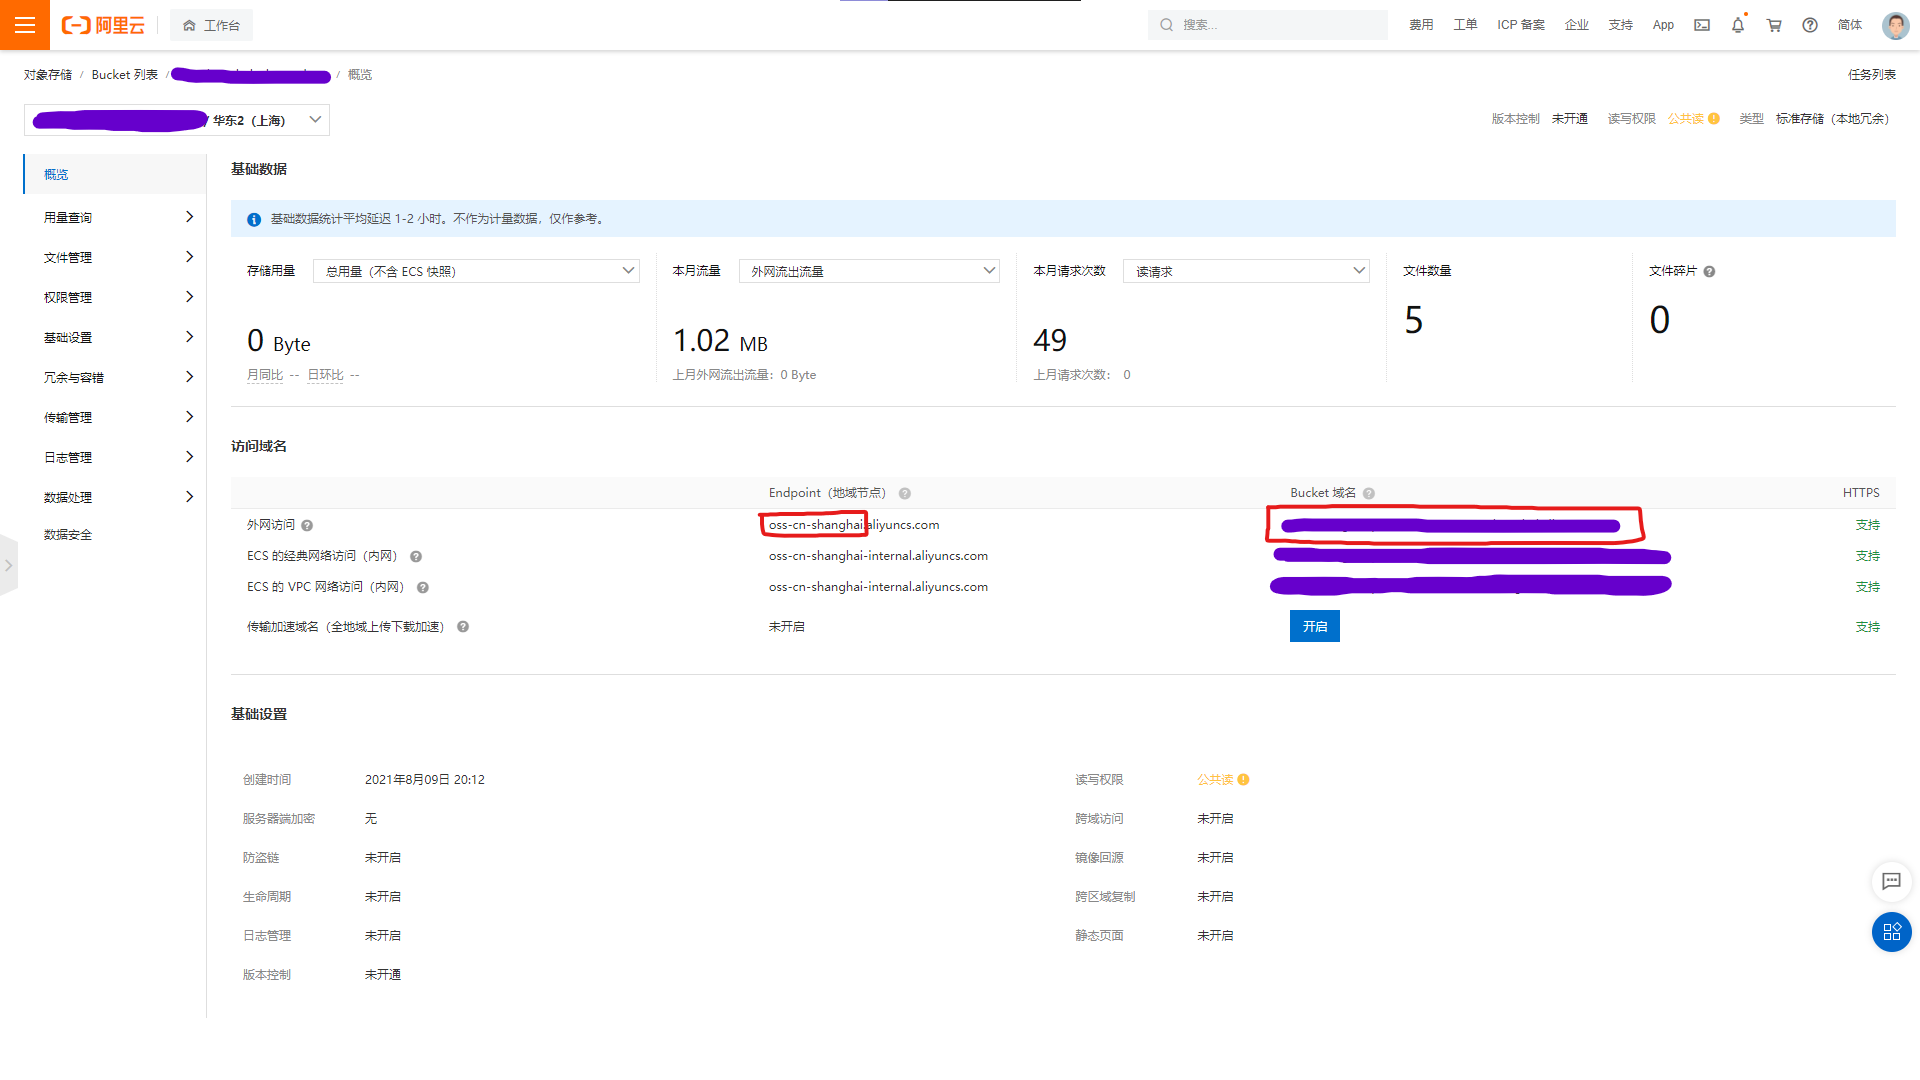 阿里云
工作台
搜索...
费用 工单 ICP 备案 企业 支持 App 简体
对象存储 / Bucket 列表 / / 概览
任务列表
/ 华东2（上海）
版本控制 未开通 读写权限 公共读 类型 标准存储（本地冗余）
概览
用量查询
文件管理
权限管理
基础设置
冗余与容错
传输管理
日志管理
数据处理
数据安全
基础数据
基础数据统计平均延迟 1-2 小时。不作为计量数据，仅作参考。
存储用量 总用量（不含 ECS 快照）
0 Byte
月同比 -- 日环比 --
本月流量 外网流出流量
1.02 MB
上月外网流出流量：0 Byte
本月请求次数 读请求
49
上月请求次数： 0
文件数量
5
文件碎片
0
访问域名
Endpoint（地域节点） Bucket 域名 HTTPS
外网访问 oss-cn-shanghai.aliyuncs.com 支持
ECS 的经典网络访问（内网） oss-cn-shanghai-internal.aliyuncs.com 支持
ECS 的 VPC 网络访问（内网） oss-cn-shanghai-internal.aliyuncs.com 支持
传输加速域名（全地域上传下载加速） 未开启 开启 支持
基础设置
创建时间 2021年8月09日 20:12 读写权限 公共读
服务器端加密 无 跨域访问 未开启
防盗链 未开启 镜像回源 未开启
生命周期 未开启 跨区域复制 未开启
日志管理 未开启 静态页面 未开启
版本控制 未开通